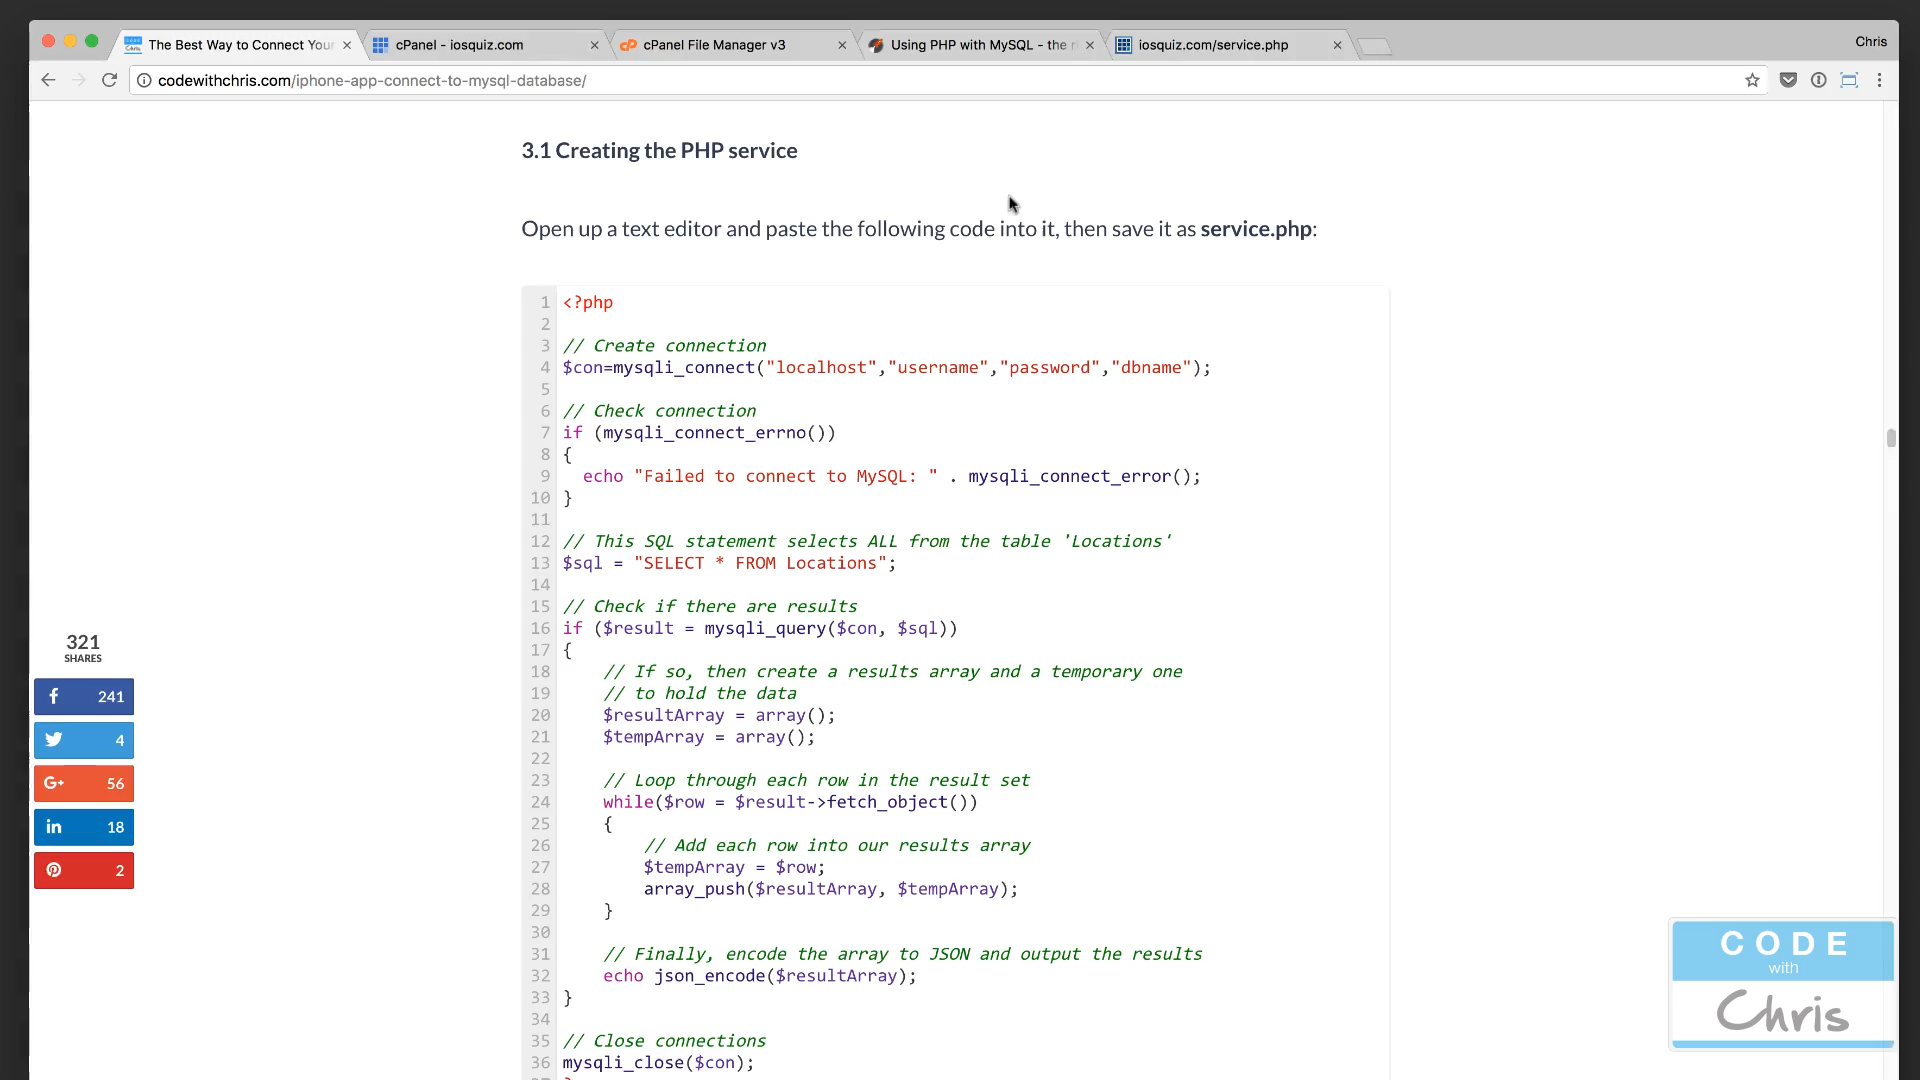 The Best Way to Connect Your
cPanel - iosquiz.com
cPanel File Manager v3
Using PHP with MySQL - the r
iosquiz.com/service.php
Chris
codewithchris.com/iphone-app-connect-to-mysql-database/
3.1 Creating the PHP service
Open up a text editor and paste the following code into it, then save it as service.php:
1 <?php
2
3 // Create connection
4 $con=mysqli_connect("localhost","username","password","dbname");
5
6 // Check connection
7 if (mysqli_connect_errno())
8 {
9 echo "Failed to connect to MySQL: " . mysqli_connect_error();
10 }
11
12 // This SQL statement selects ALL from the table 'Locations'
13 $sql = "SELECT * FROM Locations";
14
15 // Check if there are results
16 if ($result = mysqli_query($con, $sql))
17 {
18 // If so, then create a results array and a temporary one
19 // to hold the data
20 $resultArray = array();
21 $tempArray = array();
22
23 // Loop through each row in the result set
24 while($row = $result->fetch_object())
25 {
26 // Add each row into our results array
27 $tempArray = $row;
28 array_push($resultArray, $tempArray);
29 }
30
31 // Finally, encode the array to JSON and output the results
32 echo json_encode($resultArray);
33 }
34
35 // Close connections
36 mysqli_close($con);
321
SHARES
241
4
G+ 56
in 18
2
CODE
with
Chris